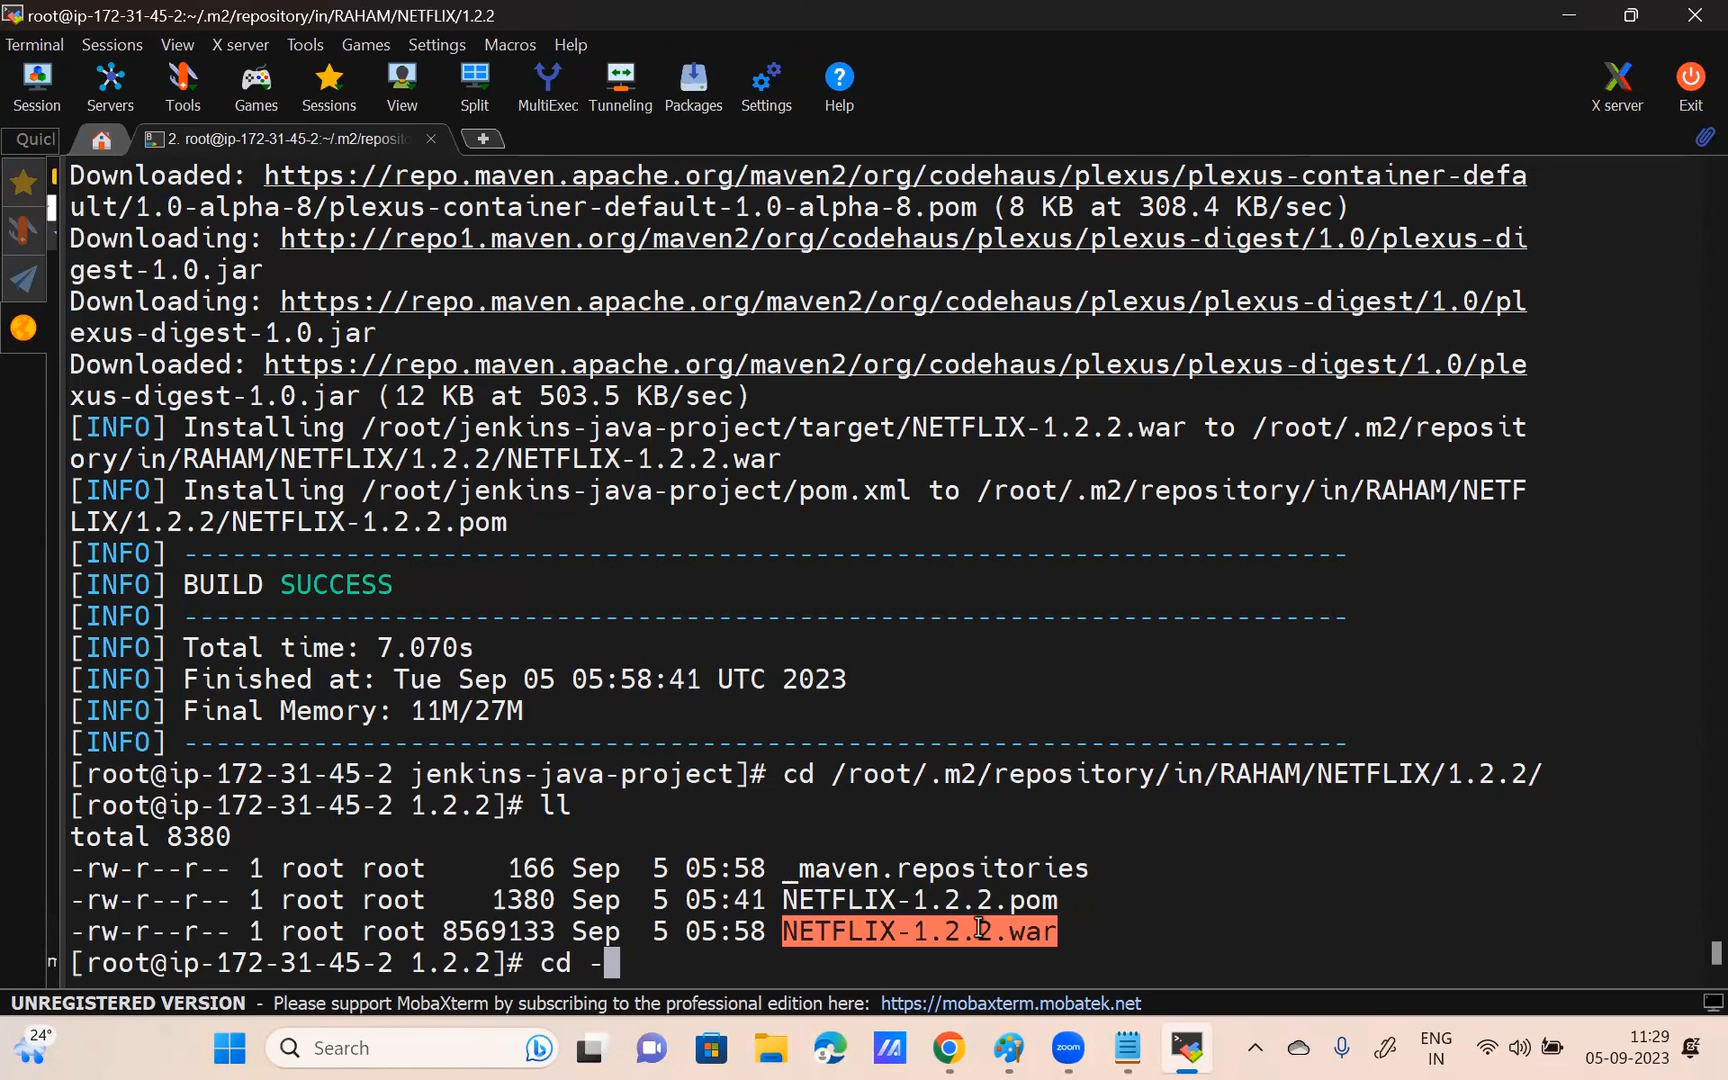 root@ip-172-31-45-2:~/.m2/repository/in/RAHAM/NETFLIX/1.2.2
Terminal Sessions View X server Tools Games Settings Macros Help
Session Servers Tools Games Sessions View Split MultiExec Tunneling Packages Settings Help X server Exit
Quicl 2. root@ip-172-31-45-2:~/.m2/reposito
Downloaded: https://repo.maven.apache.org/maven2/org/codehaus/plexus/plexus-container-defa
ult/1.0-alpha-8/plexus-container-default-1.0-alpha-8.pom (8 KB at 308.4 KB/sec)
Downloading: http://repo1.maven.org/maven2/org/codehaus/plexus/plexus-digest/1.0/plexus-di
gest-1.0.jar
Downloading: https://repo.maven.apache.org/maven2/org/codehaus/plexus/plexus-digest/1.0/pl
exus-digest-1.0.jar
Downloaded: https://repo.maven.apache.org/maven2/org/codehaus/plexus/plexus-digest/1.0/ple
xus-digest-1.0.jar (12 KB at 503.5 KB/sec)
[INFO] Installing /root/jenkins-java-project/target/NETFLIX-1.2.2.war to /root/.m2/reposit
ory/in/RAHAM/NETFLIX/1.2.2/NETFLIX-1.2.2.war
[INFO] Installing /root/jenkins-java-project/pom.xml to /root/.m2/repository/in/RAHAM/NETF
LIX/1.2.2/NETFLIX-1.2.2.pom
[INFO] ------------------------------------------------------------------------
[INFO] BUILD SUCCESS
[INFO] ------------------------------------------------------------------------
[INFO] Total time: 7.070s
[INFO] Finished at: Tue Sep 05 05:58:41 UTC 2023
[INFO] Final Memory: 11M/27M
[INFO] ------------------------------------------------------------------------
[root@ip-172-31-45-2 jenkins-java-project]# cd /root/.m2/repository/in/RAHAM/NETFLIX/1.2.2/
[root@ip-172-31-45-2 1.2.2]# ll
total 8380
-rw-r--r-- 1 root root     166 Sep  5 05:58 _maven.repositories
-rw-r--r-- 1 root root    1380 Sep  5 05:41 NETFLIX-1.2.2.pom
-rw-r--r-- 1 root root 8569133 Sep  5 05:58 NETFLIX-1.2.2.war
[root@ip-172-31-45-2 1.2.2]# cd -
UNREGISTERED VERSION - Please support MobaXterm by subscribing to the professional edition here: https://mobaxterm.mobatek.net
24° Search ENG 11:29
IN 05-09-2023